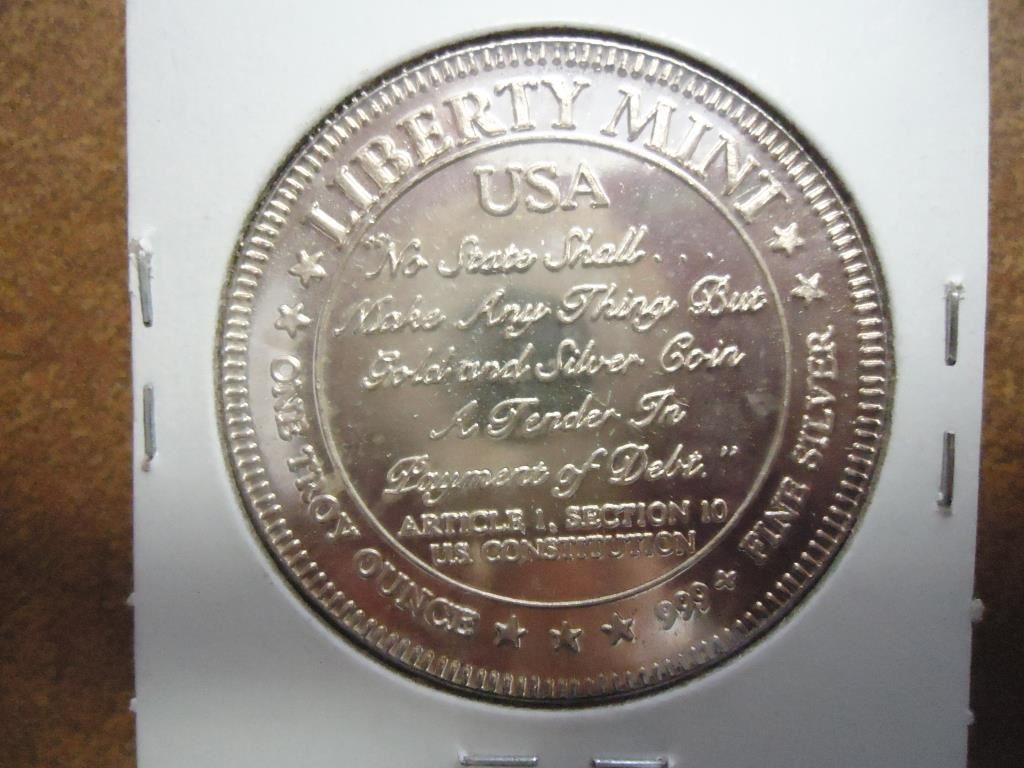 LIBERTY MINT
USA
"No State Shall . . .
Make Any Thing But
Gold and Silver Coin
A Tender In
Payment of Debt."
ARTICLE 1, SECTION 10
U.S. CONSTITUTION
ONE TROY OUNCE
999+ FINE SILVER